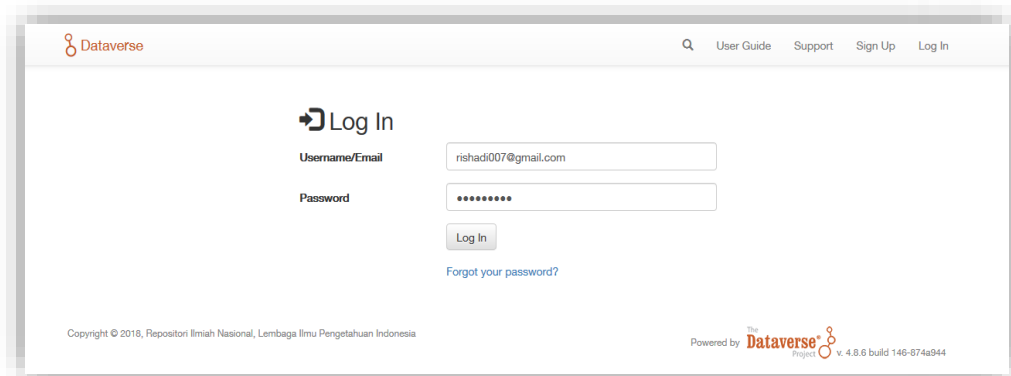 Dataverse User Guide Support Sign Up Log In
Log In
Username/Email rishadi007@gmail.com
Password •••••••••
Log In
Forgot your password?
Copyright © 2018, Repositori Ilmiah Nasional, Lembaga Ilmu Pengetahuan Indonesia
Powered by The Dataverse® Project v. 4.8.6 build 146-874a944